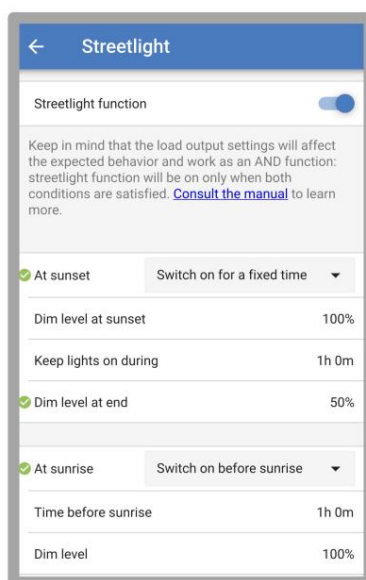 Streetlight
Streetlight function
Keep in mind that the load output settings will affect
the expected behavior and work as an AND function:
streetlight function will be on only when both
conditions are satisfied. Consult the manual to learn
more.
At sunset Switch on for a fixed time
Dim level at sunset 100%
Keep lights on during 1h 0m
Dim level at end 50%
At sunrise Switch on before sunrise
Time before sunrise 1h 0m
Dim level 100%